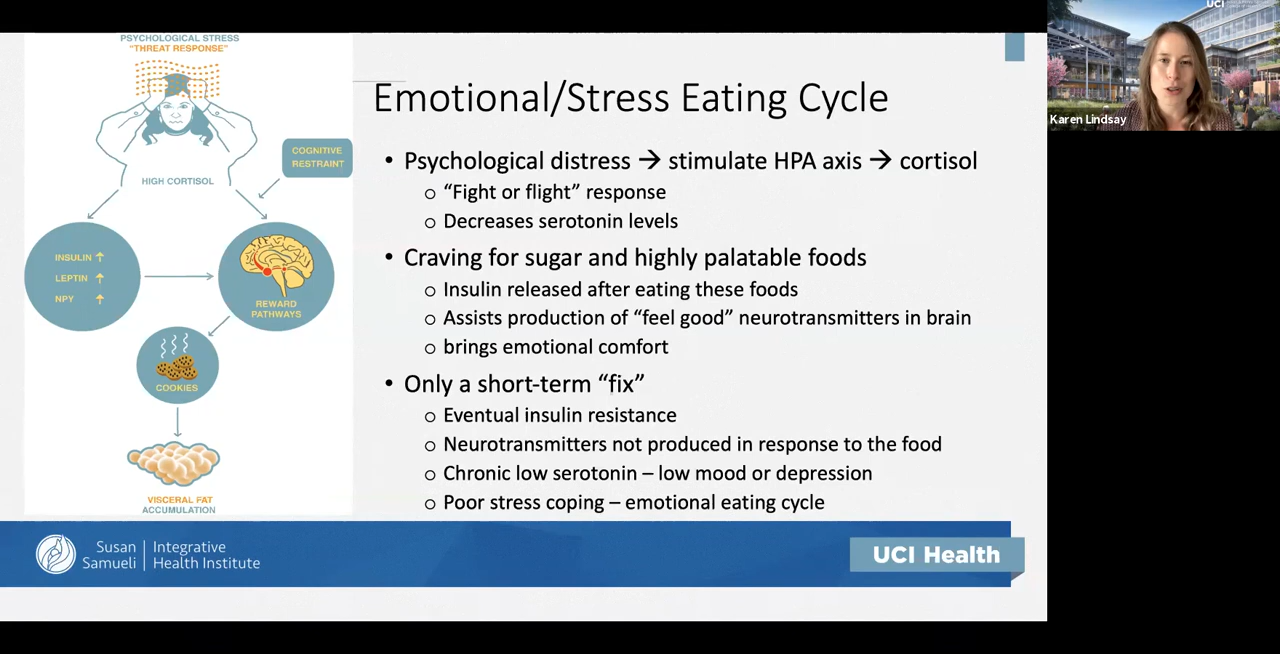 PSYCHOLOGICAL STRESS
“THREAT RESPONSE”
COGNITIVE
RESTRAINT
HIGH CORTISOL
INSULIN ↑
LEPTIN ↑
NPY ↑
REWARD
PATHWAYS
COOKIES
VISCERAL FAT
ACCUMULATION
Emotional/Stress Eating Cycle
• Psychological distress → stimulate HPA axis → cortisol
o “Fight or flight” response
o Decreases serotonin levels
• Craving for sugar and highly palatable foods
o Insulin released after eating these foods
o Assists production of “feel good” neurotransmitters in brain
o brings emotional comfort
• Only a short-term “fix”
o Eventual insulin resistance
o Neurotransmitters not produced in response to the food
o Chronic low serotonin – low mood or depression
o Poor stress coping – emotional eating cycle
Susan
Samueli
Integrative
Health Institute
UCI Health
UCI
Karen Lindsay